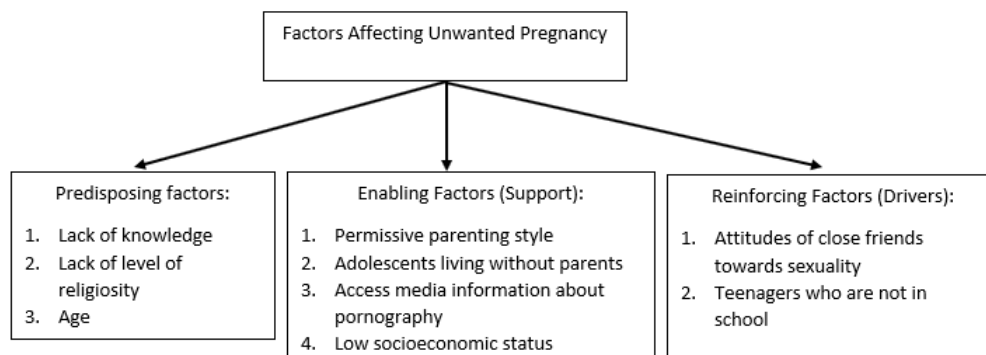 Factors Affecting Unwanted Pregnancy
Predisposing factors:
1. Lack of knowledge
2. Lack of level of
religiosity
3. Age
Enabling Factors (Support):
1. Permissive parenting style
2. Adolescents living without parents
3. Access media information about
pornography
4. Low socioeconomic status
Reinforcing Factors (Drivers):
1. Attitudes of close friends
towards sexuality
2. Teenagers who are not in
school